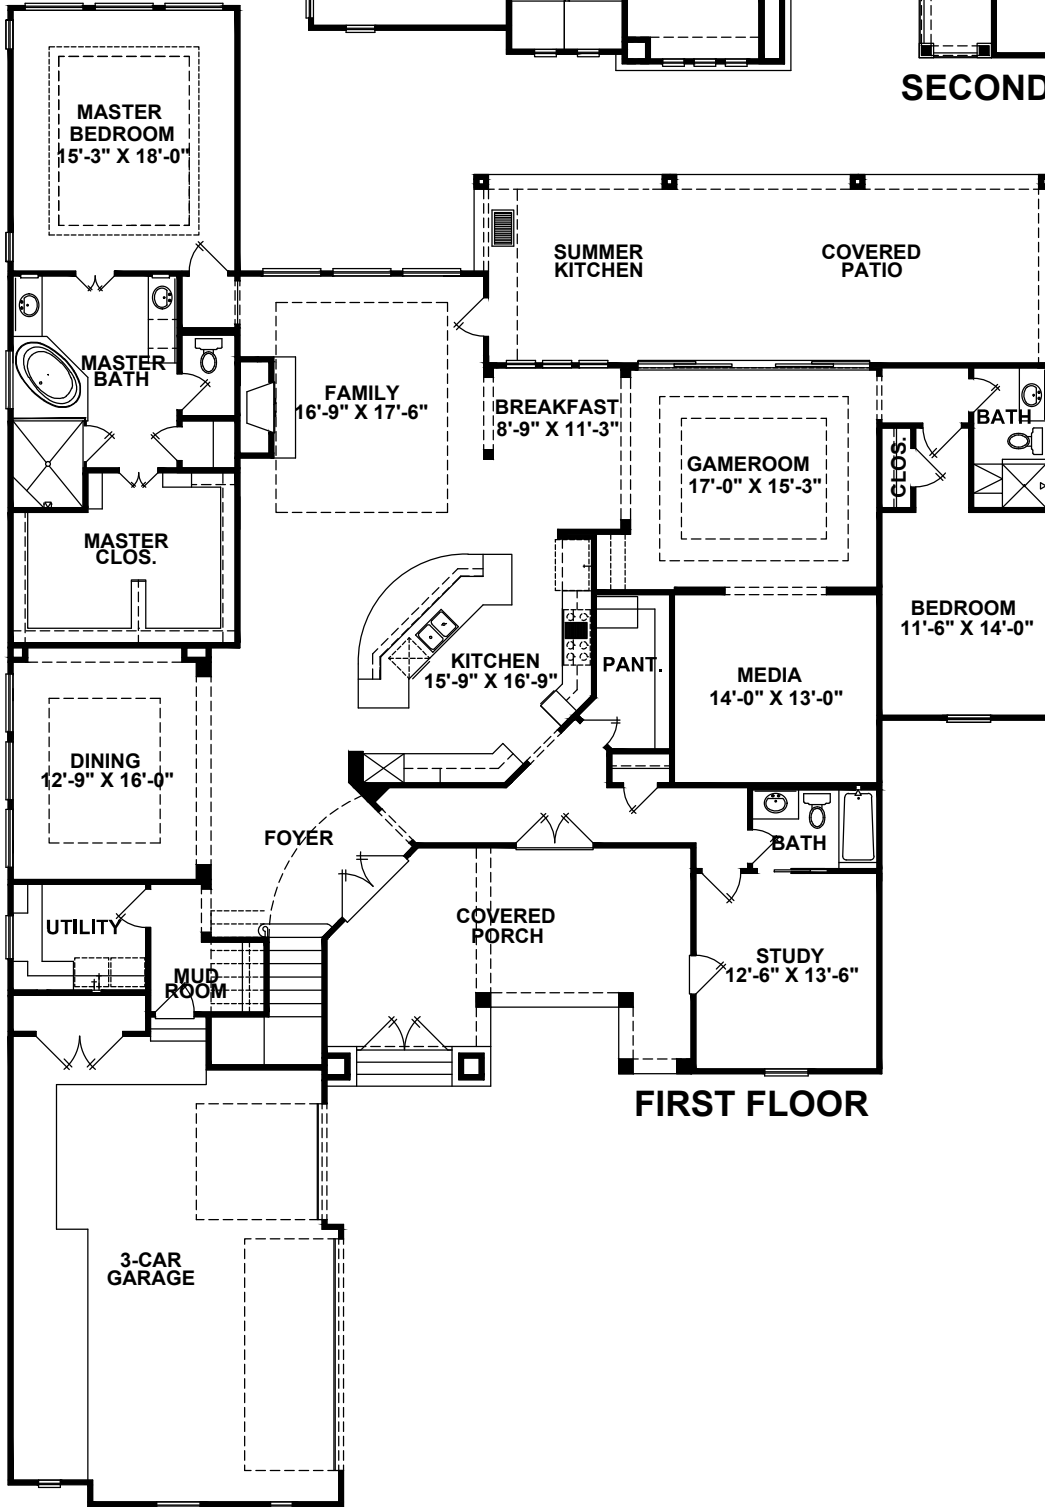 SECOND
MASTER
BEDROOM
15'-3" X 18'-0"
SUMMER
KITCHEN
COVERED
PATIO
MASTER
BATH
FAMILY
16'-9" X 17'-6"
BREAKFAST
8'-9" X 11'-3"
GAMEROOM
17'-0" X 15'-3"
CLOS.
BATH
MASTER
CLOS.
BEDROOM
11'-6" X 14'-0"
KITCHEN
15'-9" X 16'-9"
PANT.
MEDIA
14'-0" X 13'-0"
DINING
12'-9" X 16'-0"
FOYER
BATH
UTILITY
COVERED
PORCH
MUD
ROOM
STUDY
12'-6" X 13'-6"
FIRST FLOOR
3-CAR
GARAGE